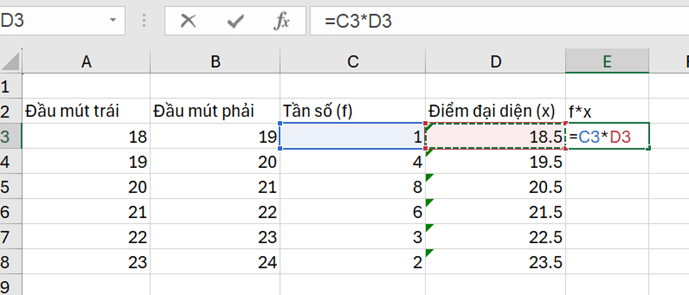 D3 fx =C3*D3
A B C D E
1
2 Đầu mút trái Đầu mút phải Tần số (f) Điểm đại diện (x) f*x
3 18 19 1 18.5 =C3*D3
4 19 20 4 19.5
5 20 21 8 20.5
6 21 22 6 21.5
7 22 23 3 22.5
8 23 24 2 23.5
9